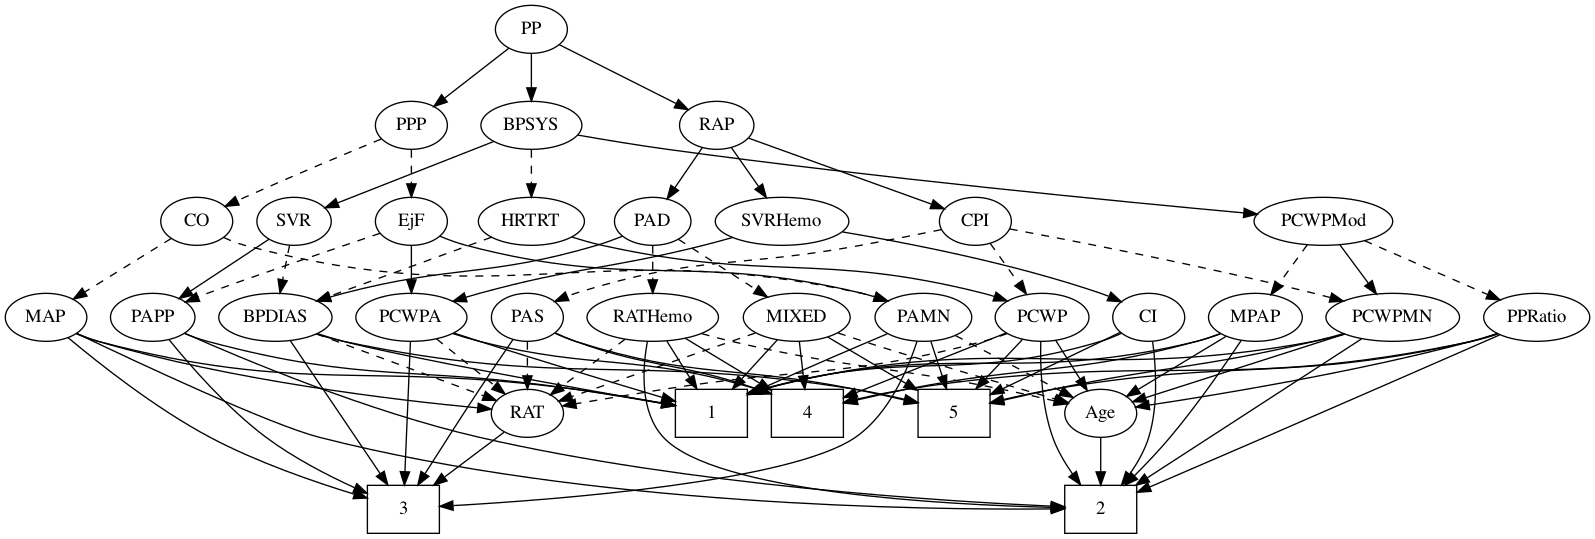 PP
PPP
BPSYS
RAP
CO
SVR
EjF
HRTRT
PAD
SVRHemo
CPI
PCWPMod
MAP
PAPP
BPDIAS
PCWPA
PAS
RATHemo
MIXED
PAMN
PCWP
CI
MPAP
PCWPMN
PPRatio
RAT
1
4
5
Age
3
2